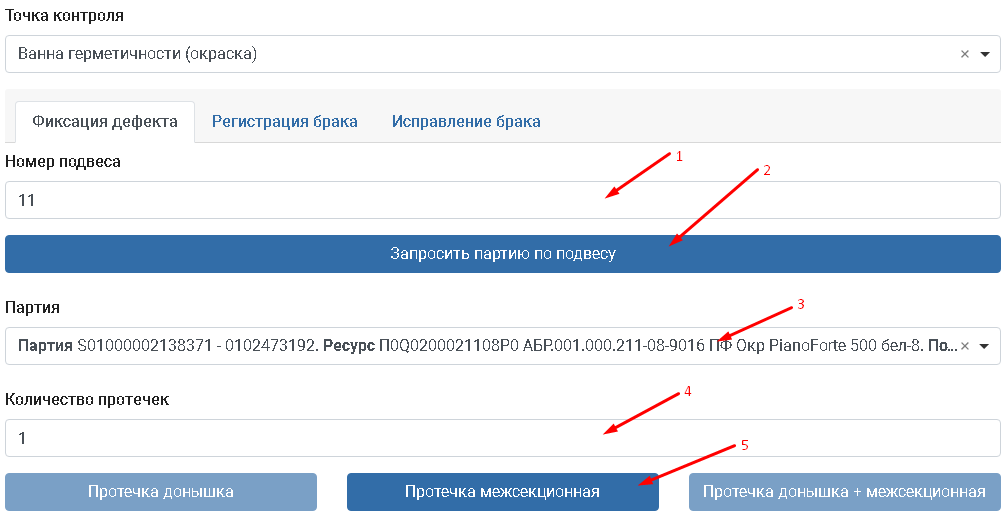 Точка контроля
Ванна герметичности (окраска) ×
Фиксация дефекта Регистрация брака Исправление брака
Номер подвеса 1
2
11
Запросить партию по подвесу
Партия 3
Партия S01000002138371 - 0102473192. Ресурс П0Q0200021108Р0 АБР.001.000.211-08-9016 ПФ Окр PianoForte 500 бел-8. По... ×
Количество протечек 4
1
5
Протечка донышка Протечка межсекционная Протечка донышка + межсекционная